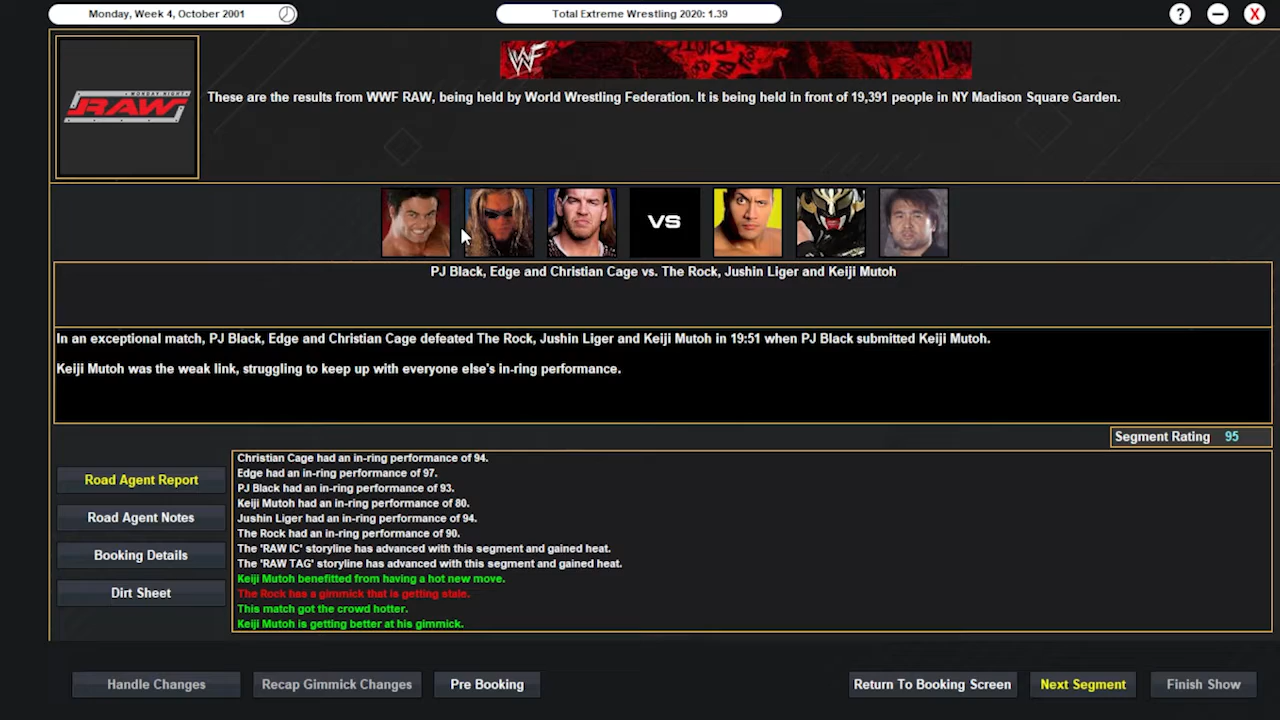 Monday, Week 4, October 2001
Total Extreme Wrestling 2020: 1.39
? — X
WF
MONDAY NIGHT
RAW
These are the results from WWF RAW, being held by World Wrestling Federation. It is being held in front of 19,391 people in NY Madison Square Garden.
VS
PJ Black, Edge and Christian Cage vs. The Rock, Jushin Liger and Keiji Mutoh
In an exceptional match, PJ Black, Edge and Christian Cage defeated The Rock, Jushin Liger and Keiji Mutoh in 19:51 when PJ Black submitted Keiji Mutoh.
Keiji Mutoh was the weak link, struggling to keep up with everyone else's in-ring performance.
Segment Rating 95
Road Agent Report
Road Agent Notes
Booking Details
Dirt Sheet
Christian Cage had an in-ring performance of 94.
Edge had an in-ring performance of 97.
PJ Black had an in-ring performance of 93.
Keiji Mutoh had an in-ring performance of 80.
Jushin Liger had an in-ring performance of 94.
The Rock had an in-ring performance of 90.
The 'RAW IC' storyline has advanced with this segment and gained heat.
The 'RAW TAG' storyline has advanced with this segment and gained heat.
Keiji Mutoh benefitted from having a hot new move.
The Rock has a gimmick that is getting stale.
This match got the crowd hotter.
Keiji Mutoh is getting better at his gimmick.
Handle Changes
Recap Gimmick Changes
Pre Booking
Return To Booking Screen
Next Segment
Finish Show